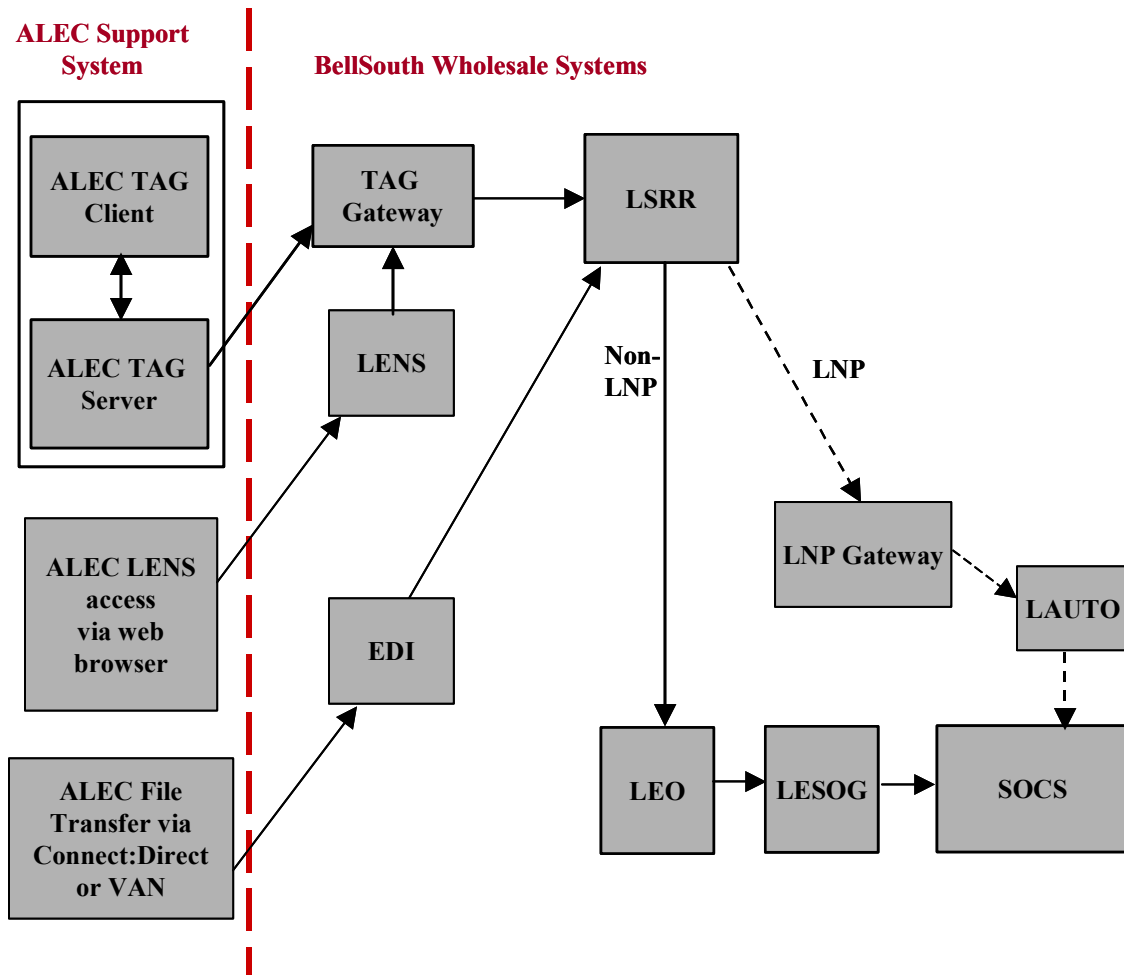 ALEC Support
System
BellSouth Wholesale Systems
ALEC TAG
Client
TAG
Gateway
LSRR
ALEC TAG
Server
LENS
Non-
LNP
LNP
ALEC LENS
access
via web
browser
EDI
LNP Gateway
LAUTO
ALEC File
Transfer via
Connect:Direct
or VAN
LEO
LESOG
SOCS